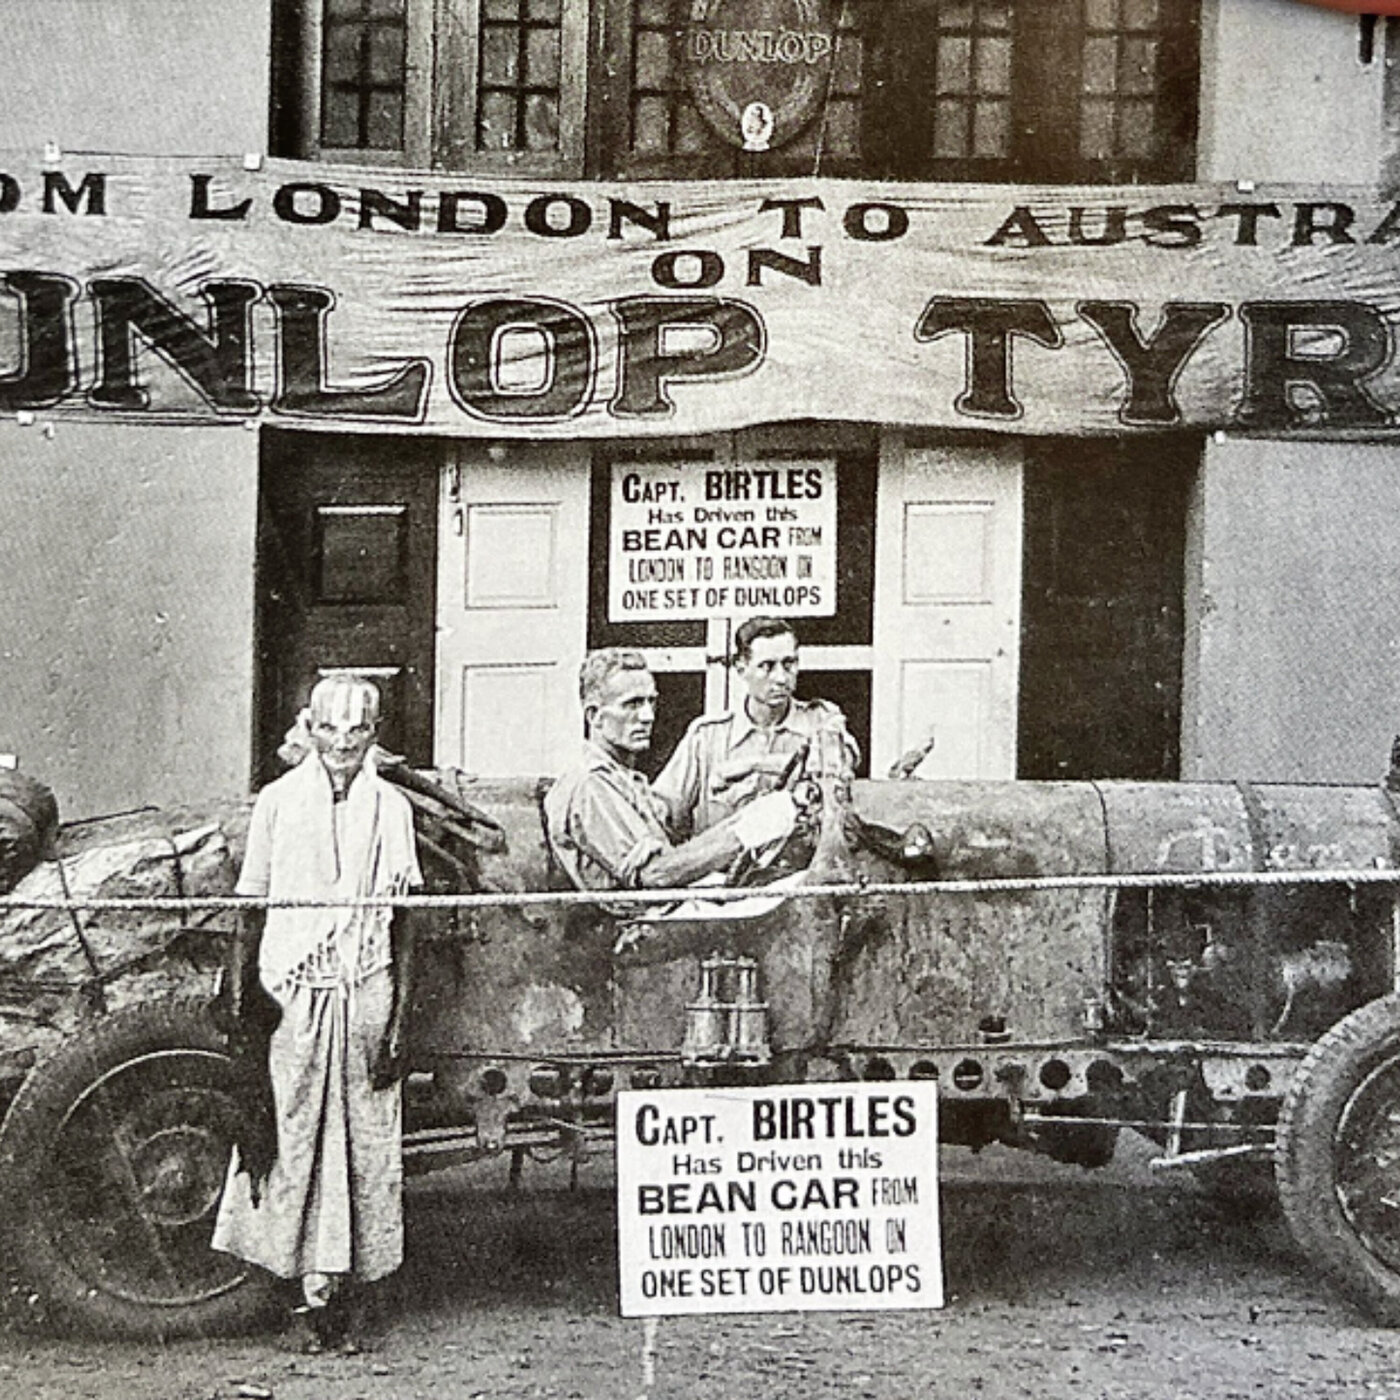 DUNLOP
OM LONDON TO AUSTRA
ON
UNLOP TYR
CAPT. BIRTLES
Has Driven this
BEAN CAR FROM
LONDON TO RANGOON ON
ONE SET OF DUNLOPS
CAPT. BIRTLES
Has Driven this
BEAN CAR FROM
LONDON TO RANGOON ON
ONE SET OF DUNLOPS